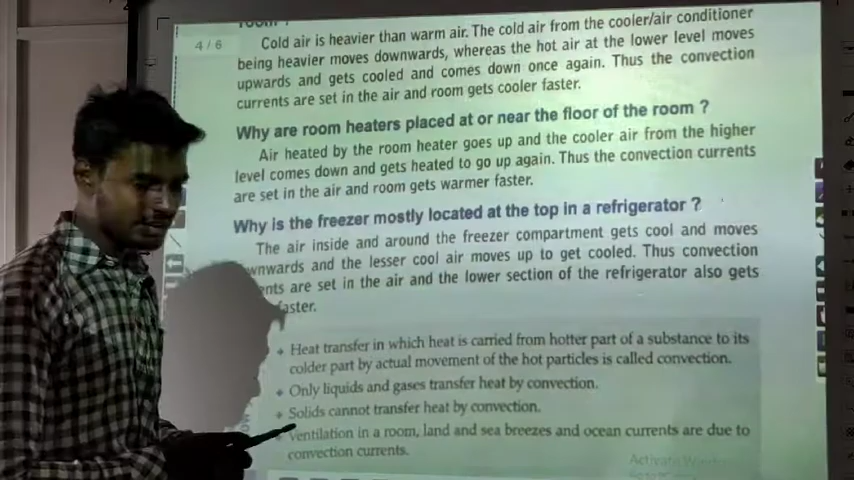 room ?
4 / 6
Cold air is heavier than warm air. The cold air from the cooler/air conditioner
being heavier moves downwards, whereas the hot air at the lower level moves
upwards and gets cooled and comes down once again. Thus the convection
currents are set in the air and room gets cooler faster.
Why are room heaters placed at or near the floor of the room ?
Air heated by the room heater goes up and the cooler air from the higher
level comes down and gets heated to go up again. Thus the convection currents
are set in the air and room gets warmer faster.
Why is the freezer mostly located at the top in a refrigerator ?
The air inside and around the freezer compartment gets cool and moves
wnwards and the lesser cool air moves up to get cooled. Thus convection
nts are set in the air and the lower section of the refrigerator also gets
faster.
Heat transfer in which heat is carried from hotter part of a substance to its
colder part by actual movement of the hot particles is called convection.
Only liquids and gases transfer heat by convection.
Solids cannot transfer heat by convection.
Ventilation in a room, land and sea breezes and ocean currents are due to
convection currents.
Activate